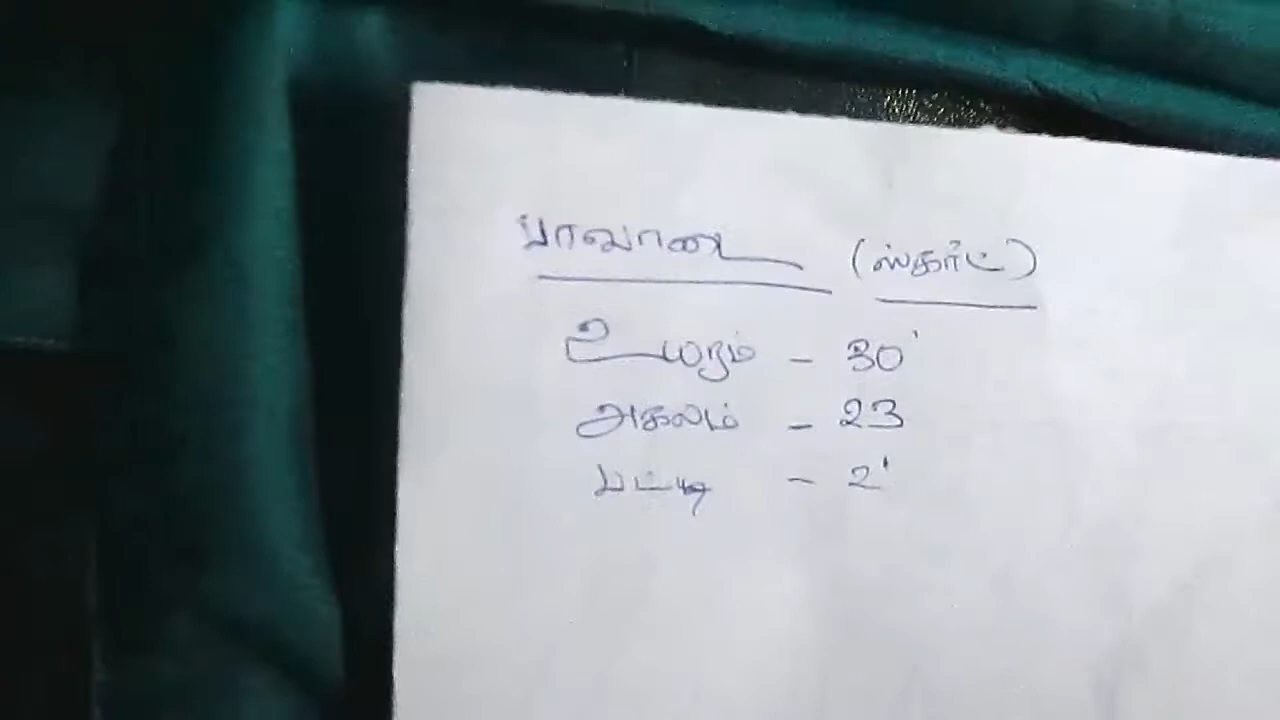 பாவாடை (ஸ்கர்ட்)
உயரம் - 30'
அகலம் - 23
பட்டி - 2'